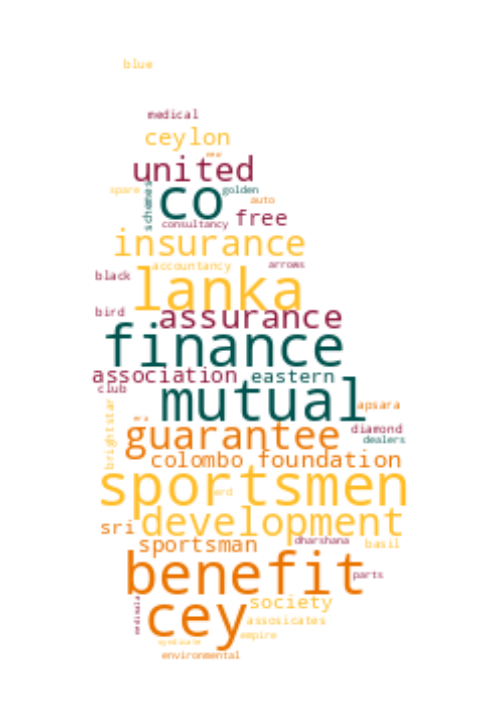 blue
medical
ceylon
united
spare
co
golden
auto
schemes
consultancy
free
insurance
accountancy
arrows
black
lanka
bird
assurance
finance
association
eastern
club
mutual
apsara
brightstar
guarantee
diamond
dealers
colombo foundation
sportsmen
sri
development
sportsman
dharshana
basil
benefit
parts
cey
society
assosicates
empire
environmental